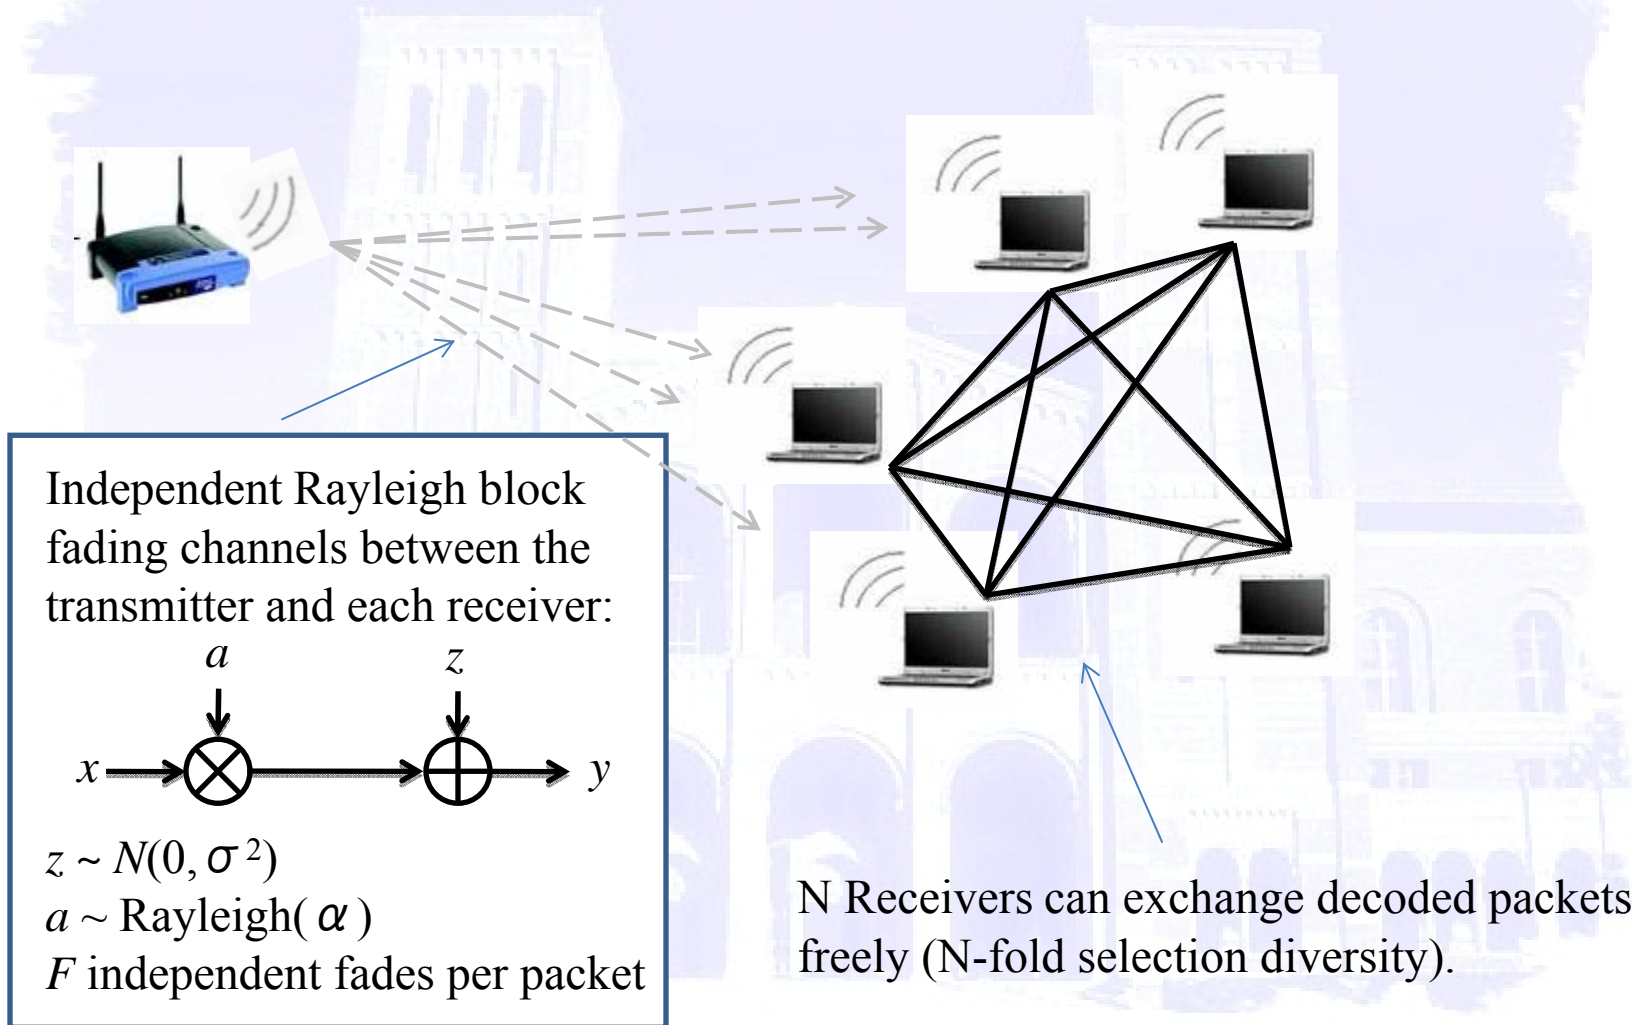 Independent Rayleigh block
fading channels between the
transmitter and each receiver:
a z
x y
z ~ N(0, σ²)
a ~ Rayleigh( α )
F independent fades per packet
N Receivers can exchange decoded packets
freely (N-fold selection diversity).